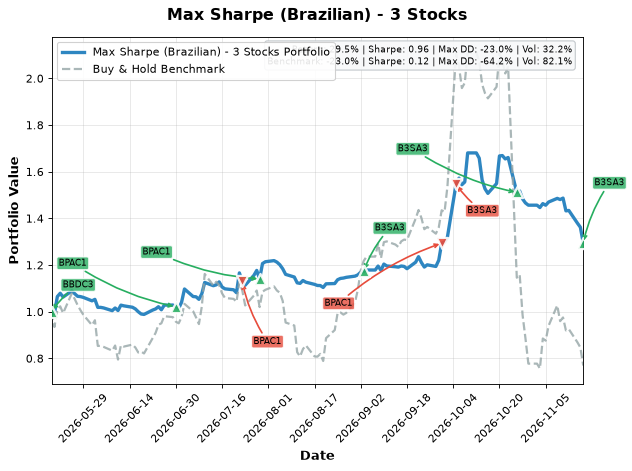 Max Sharpe (Brazilian) - 3 Stocks
Max Sharpe (Brazilian) - 3 Stocks Portfolio
Buy & Hold Benchmark
9.5% | Sharpe: 0.96 | Max DD: -23.0% | Vol: 32.2%
3.0% | Sharpe: 0.12 | Max DD: -64.2% | Vol: 82.1%
B3SA3
B3SA3
B3SA3
B3SA3
BPAC1
BPAC1
BBDC3
BPAC1
BPAC1
Portfolio Value
2.0
1.8
1.6
1.4
1.2
1.0
0.8
2026-05-29
2026-06-14
2026-06-30
2026-07-16
2026-08-01
2026-08-17
2026-09-02
2026-09-18
2026-10-04
2026-10-20
2026-11-05
Date